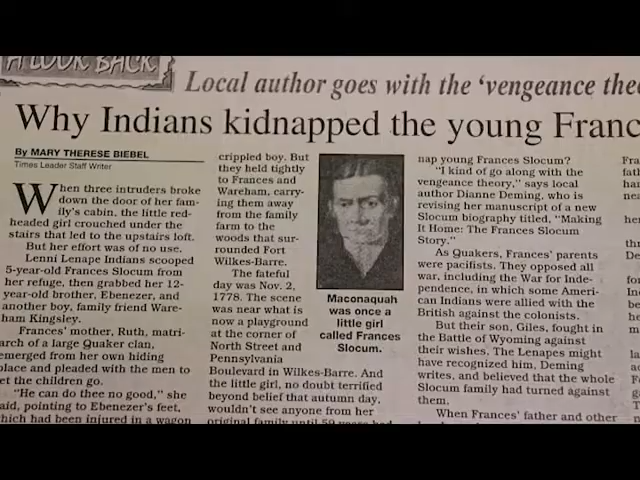 A LOOK BACK
Local author goes with the 'vengeance
Why Indians kidnapped the young
By MARY THERESE BIEBEL
Times Leader Staff Writer
When three intruders broke
down the door of her fam-
ily's cabin, the little red-
headed girl crouched under the
stairs that led to the upstairs loft.
But her effort was of no use.
Lenni Lenape Indians scooped
5-year-old Frances Slocum from
her refuge, then grabbed her 12-
year-old brother, Ebenezer, and
another boy, family friend Ware-
ham Kingsley.
Frances' mother, Ruth, matri-
arch of a large Quaker clan,
emerged from her own hiding
place and pleaded with the men to
let the children go.
"He can do thee no good," she
said, pointing to Ebenezer's feet,
which had been injured in a wagon
crippled boy. But
they held tightly
to Frances and
Wareham, carry-
ing them away
from the family
farm to the
woods that sur-
rounded Fort
Wilkes-Barre.
The fateful
day was Nov. 2,
1778. The scene
was near what is
now a playground
at the corner of
North Street and
Pennsylvania
Boulevard in Wilkes-Barre. And
the little girl, no doubt terrified
beyond belief that autumn day,
wouldn't see anyone from her
original family until 59 years had
Maconaquah
was once a
little girl
called Frances
Slocum.
nap young Frances Slocum?
"I kind of go along with the
vengeance theory," says local
author Dianne Deming, who is
revising her manuscript of a new
Slocum biography titled, "Making
It Home: The Frances Slocum
Story."
As Quakers, Frances' parents
were pacifists. They opposed all
war, including the War for Inde-
pendence, in which some Ameri-
can Indians were allied with the
British against the colonists.
But their son, Giles, fought in
the Battle of Wyoming against
their wishes. The Lenapes might
have recognized him, Deming
writes, and believed that the whole
Slocum family had turned against
them.
When Frances' father and other